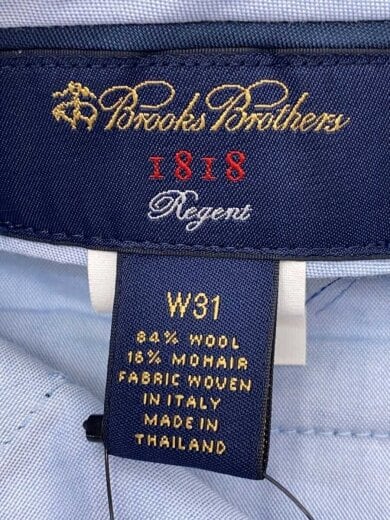 Brooks Brothers
1818
Regent
W31
84% WOOL
16% MOHAIR
FABRIC WOVEN
IN ITALY
MADE IN
THAILAND